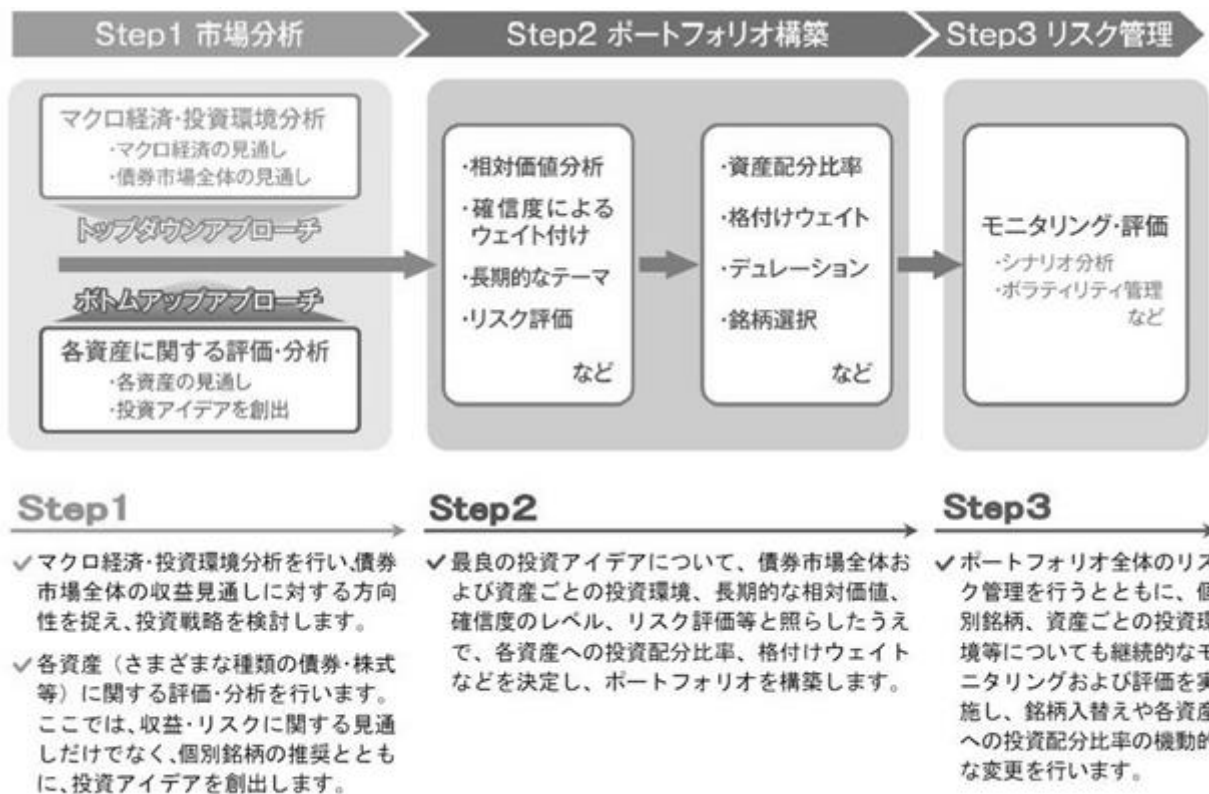 Step1 市場分析
Step2 ポートフォリオ構築
Step3 リスク管理
マクロ経済・投資環境分析
・マクロ経済の見通し
・債券市場全体の見通し
トップダウンアプローチ
ボトムアップアプローチ
各資産に関する評価・分析
・各資産の見通し
・投資アイデアを創出
・相対価値分析
・確信度による
ウェイト付け
・長期的なテーマ
・リスク評価
など
・資産配分比率
・格付けウェイト
・デュレーション
・銘柄選択
など
モニタリング・評価
・シナリオ分析
・ボラティリティ管理
など
Step1
✓マクロ経済・投資環境分析を行い、債券
市場全体の収益見通しに対する方向
性を捉え、投資戦略を検討します。
✓各資産（さまざまな種類の債券・株式
等）に関する評価・分析を行います。
ここでは、収益・リスクに関する見通
しだけでなく、個別銘柄の推奨ととも
に、投資アイデアを創出します。
Step2
✓最良の投資アイデアについて、債券市場全体お
よび資産ごとの投資環境、長期的な相対価値、
確信度のレベル、リスク評価等と照らしたうえ
で、各資産への投資配分比率、格付けウェイト
などを決定し、ポートフォリオを構築します。
Step3
✓ポートフォリオ全体のリス
ク管理を行うとともに、個
別銘柄、資産ごとの投資環
境等についても継続的なモ
ニタリングおよび評価を実
施し、銘柄入替えや各資産
への投資配分比率の機動的
な変更を行います。